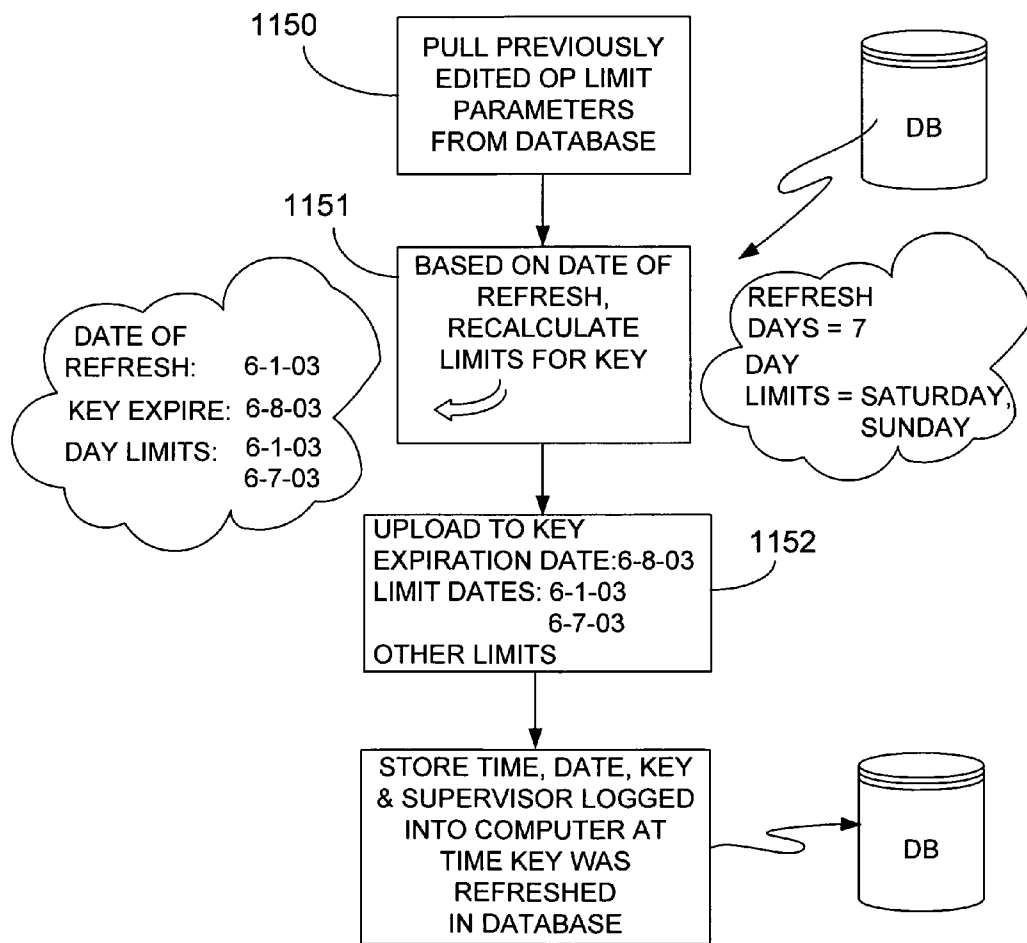 1150
PULL PREVIOUSLY
EDITED OP LIMIT
PARAMETERS
FROM DATABASE
DB
1151
BASED ON DATE OF
REFRESH,
RECALCULATE
LIMITS FOR KEY
DATE OF
REFRESH: 6-1-03
KEY EXPIRE: 6-8-03
DAY LIMITS: 6-1-03
6-7-03
REFRESH
DAYS = 7
DAY
LIMITS = SATURDAY,
SUNDAY
1152
UPLOAD TO KEY
EXPIRATION DATE:6-8-03
LIMIT DATES: 6-1-03
6-7-03
OTHER LIMITS
STORE TIME, DATE, KEY
& SUPERVISOR LOGGED
INTO COMPUTER AT
TIME KEY WAS
REFRESHED
IN DATABASE
DB